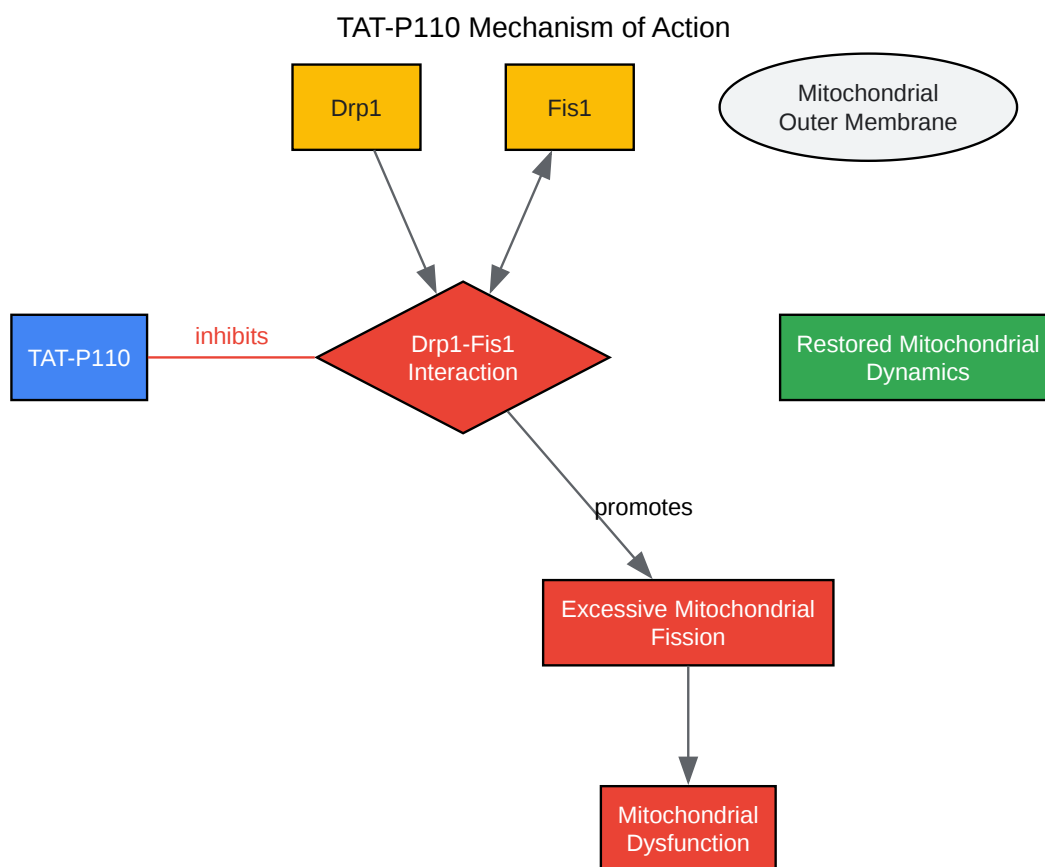 TAT-P110 Mechanism of Action
Drp1
Fis1
Mitochondrial
Outer Membrane
TAT-P110
inhibits
Drp1-Fis1
Interaction
Restored Mitochondrial
Dynamics
promotes
Excessive Mitochondrial
Fission
Mitochondrial
Dysfunction